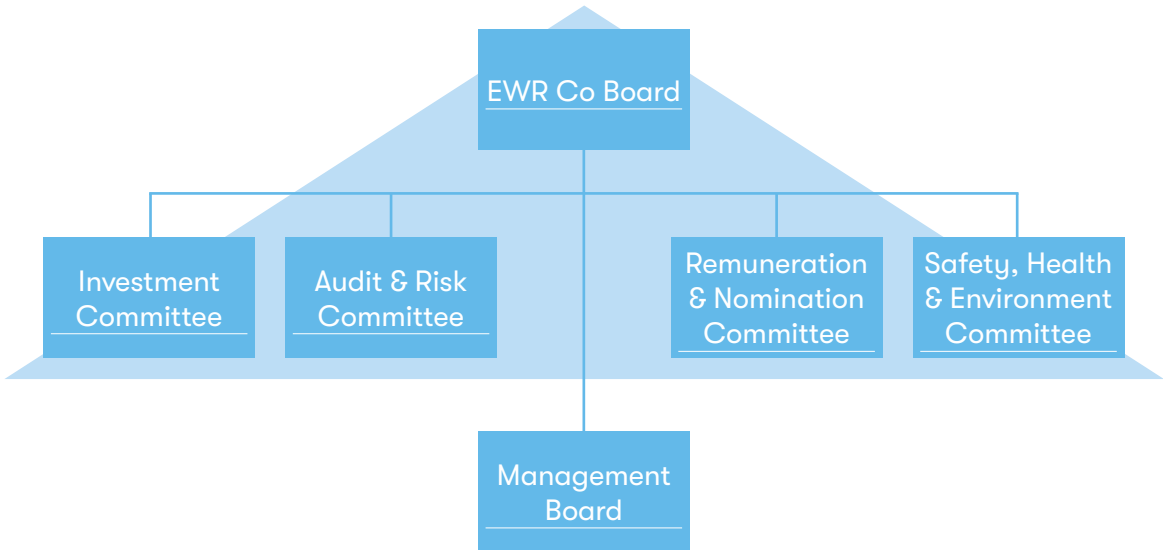 EWR Co Board
Investment
Committee
Audit & Risk
Committee
Remuneration
& Nomination
Committee
Safety, Health
& Environment
Committee
Management
Board